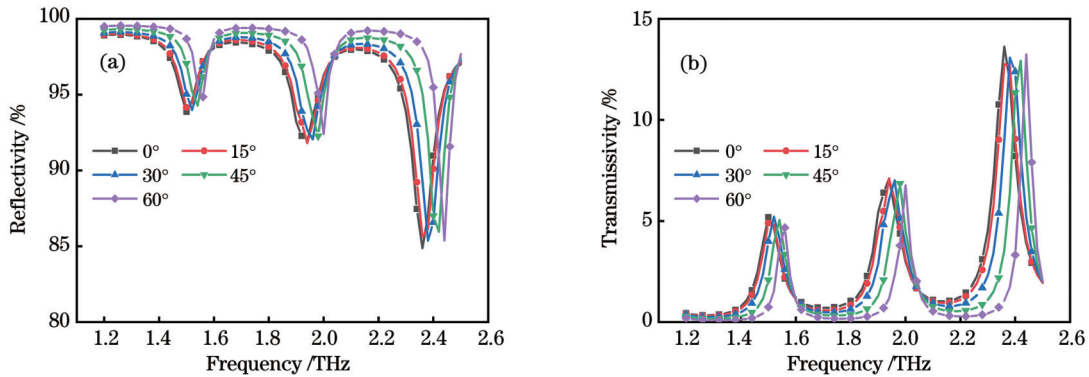 (a)
Reflectivity /%
100
95
90
85
80
0° 15°
30° 45°
60°
1.2 1.4 1.6 1.8 2.0 2.2 2.4 2.6
Frequency /THz
(b)
Transmissivity /%
15
10
5
0
0° 15°
30° 45°
60°
1.2 1.4 1.6 1.8 2.0 2.2 2.4 2.6
Frequency /THz